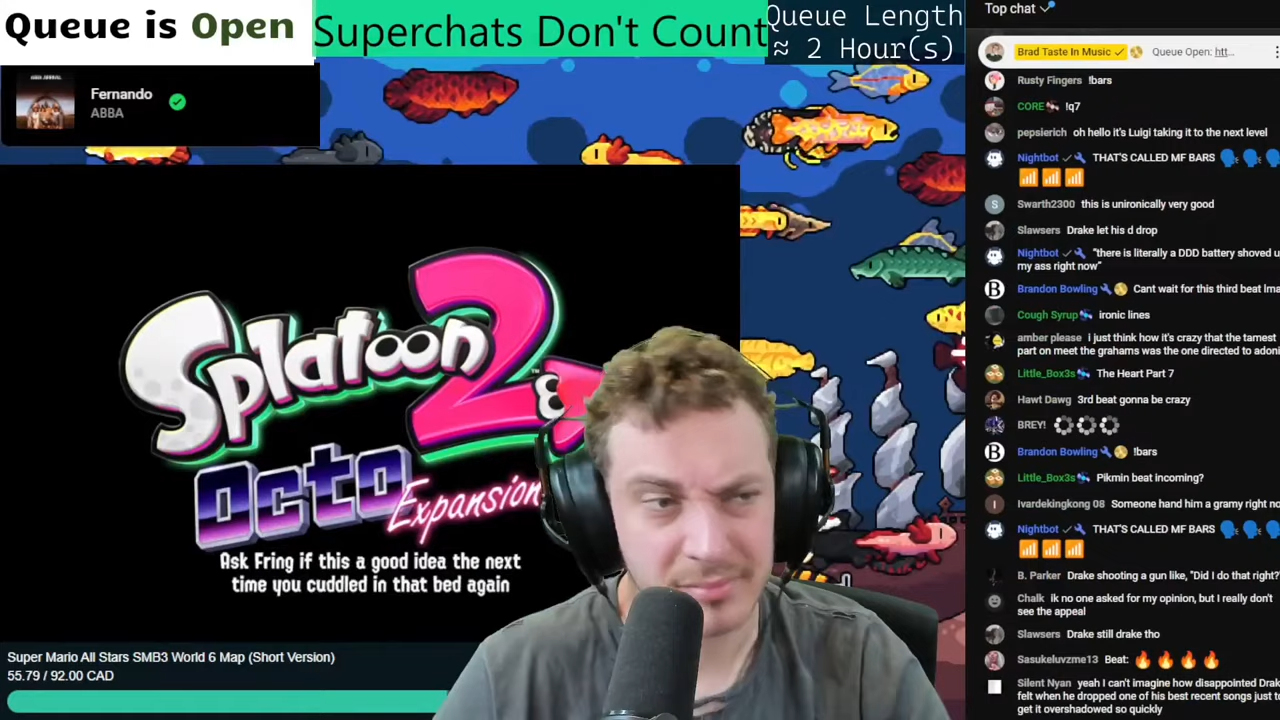 Queue is Open
Superchats Don't Count
Queue Length
≈ 2 Hour(s)
Fernando
ABBA
Splatoon 2
Octo
Expansion
Ask Fring if this a good idea the next
time you cuddled in that bed again
Super Mario All Stars SMB3 World 6 Map (Short Version)
55.79 / 92.00 CAD
Top chat
Brad Taste In Music Queue Open: htt...
Rusty Fingers !bars
CORE !q7
pepsierich oh hello it's Luigi taking it to the next level
Nightbot THAT'S CALLED MF BARS
Swarth2300 this is unironically very good
Slawsers Drake let his d drop
Nightbot "there is literally a DDD battery shoved u
my ass right now"
Brandon Bowling Cant wait for this third beat lma
Cough Syrup ironic lines
amber please i just think how it's crazy that the tamest
part on meet the grahams was the one directed to adoni
Little_Box3s The Heart Part 7
Hawt Dawg 3rd beat gonna be crazy
BREY!
Brandon Bowling !bars
Little_Box3s Pikmin beat incoming?
Ivardekingkong 08 Someone hand him a gramy right no
Nightbot THAT'S CALLED MF BARS
B. Parker Drake shooting a gun like, "Did I do that right?"
Chalk ik no one asked for my opinion, but I really don't
see the appeal
Slawsers Drake still drake tho
Sasukeluvzme13 Beat:
Silent Nyan yeah I can't imagine how disappointed Drak
felt when he dropped one of his best recent songs just to
get it overshadowed so quickly